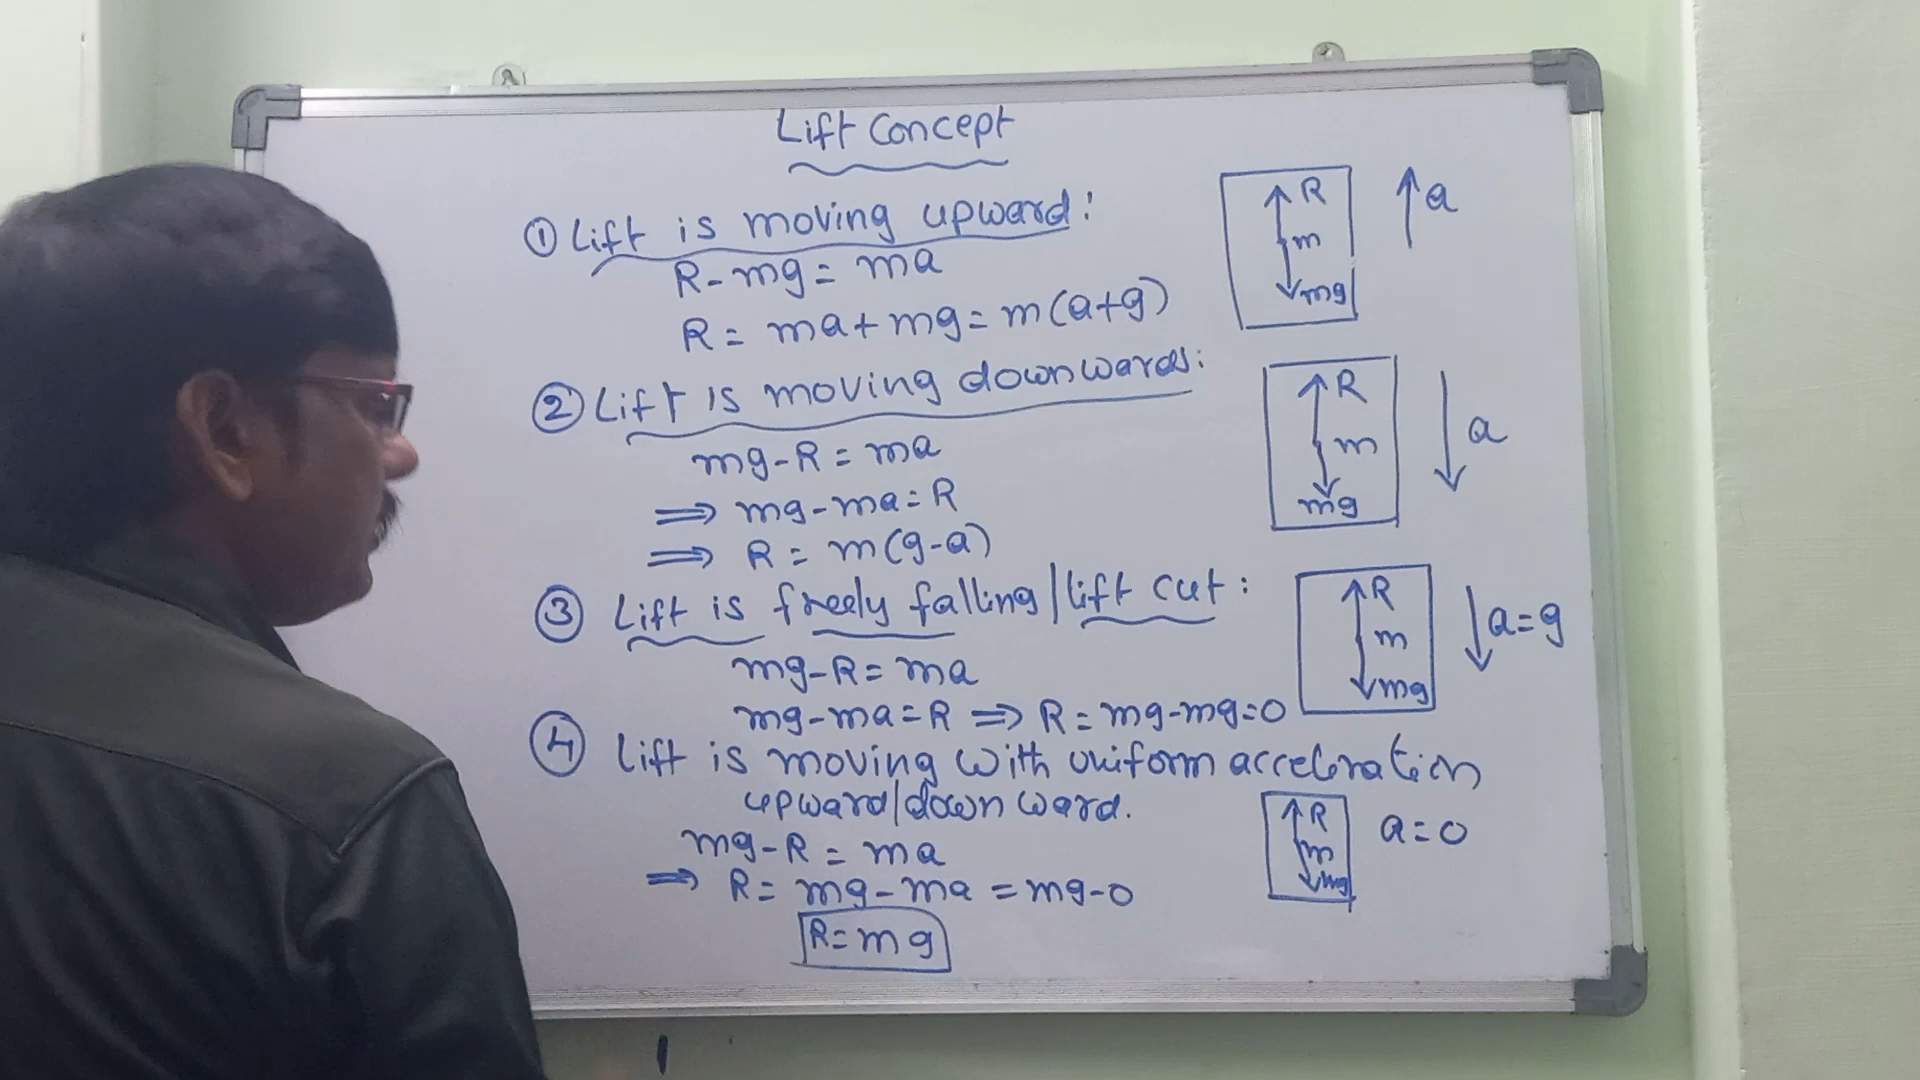 Lift Concept
① Lift is moving upward:
R-mg = ma
R = ma + mg = m(a+g)
R
m
mg
a
② Lift is moving downwards:
mg-R = ma
⇒ mg-ma = R
⇒ R = m(g-a)
R
m
mg
a
③ Lift is freely falling | lift cut:
mg-R = ma
mg-ma = R ⇒ R = mg-mg = 0
R
m
mg
a = g
④ Lift is moving with uniform acceleration
upward/downward.
mg-R = ma
⇒ R = mg-ma = mg-0
R = mg
R
m
mg
a = 0